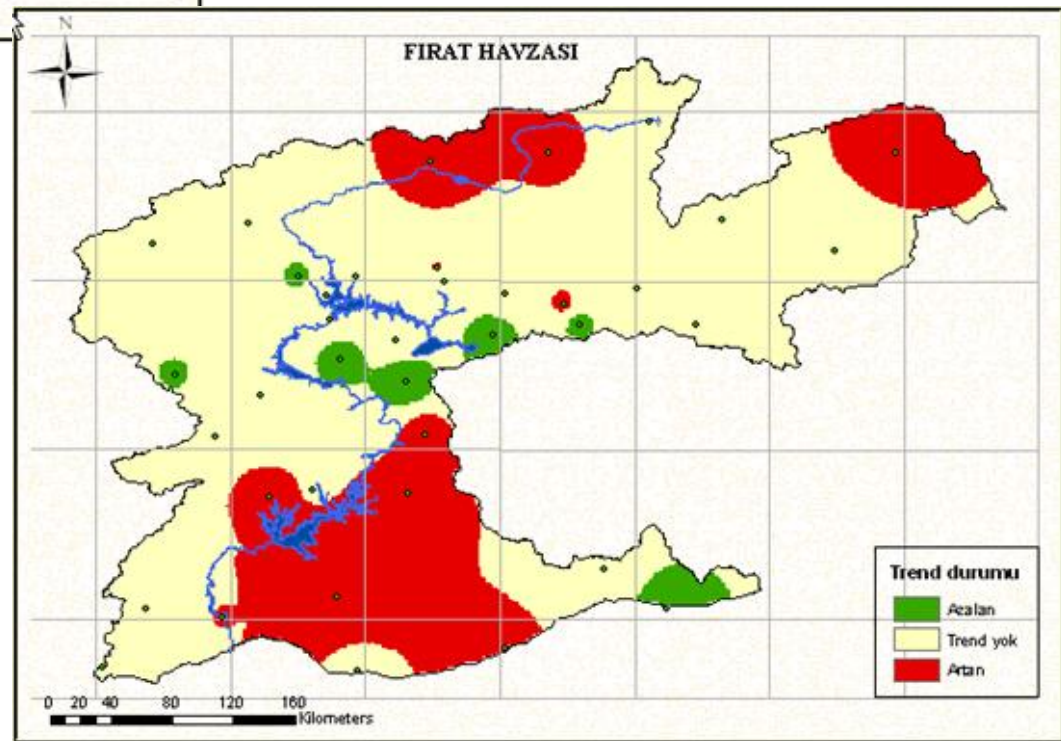 N
FIRAT HAVZASI
Trend durumu
Azalan
Trend yok
Artan
0 20 40 80 120 160
Kilometers